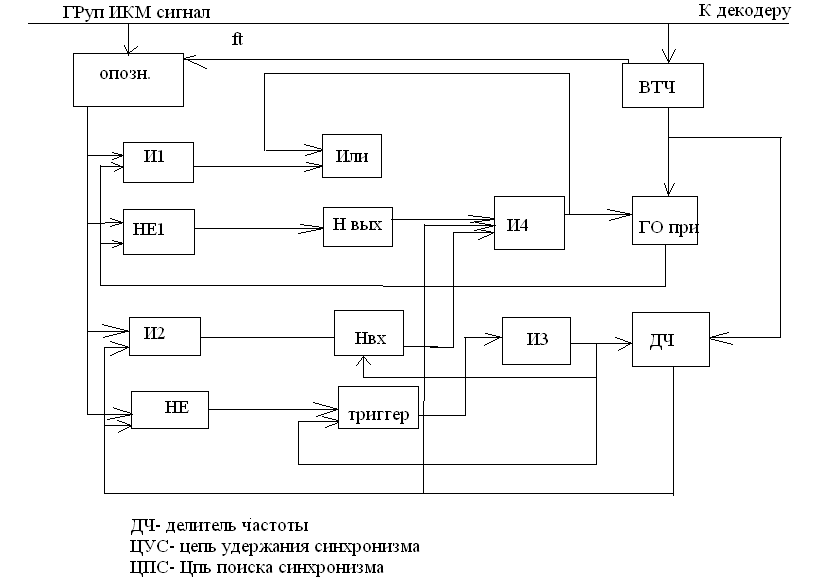 ГРуп ИКМ сигнал
К декодеру
ft
опозн.
ВТЧ
И1
Или
НЕ1
Н вых
И4
ГО при
И2
Нвх
И3
ДЧ
НЕ
триггер
ДЧ- делитель частоты
ЦУС- цепь удержания синхронизма
ЦПС- Цпь поиска синхронизма